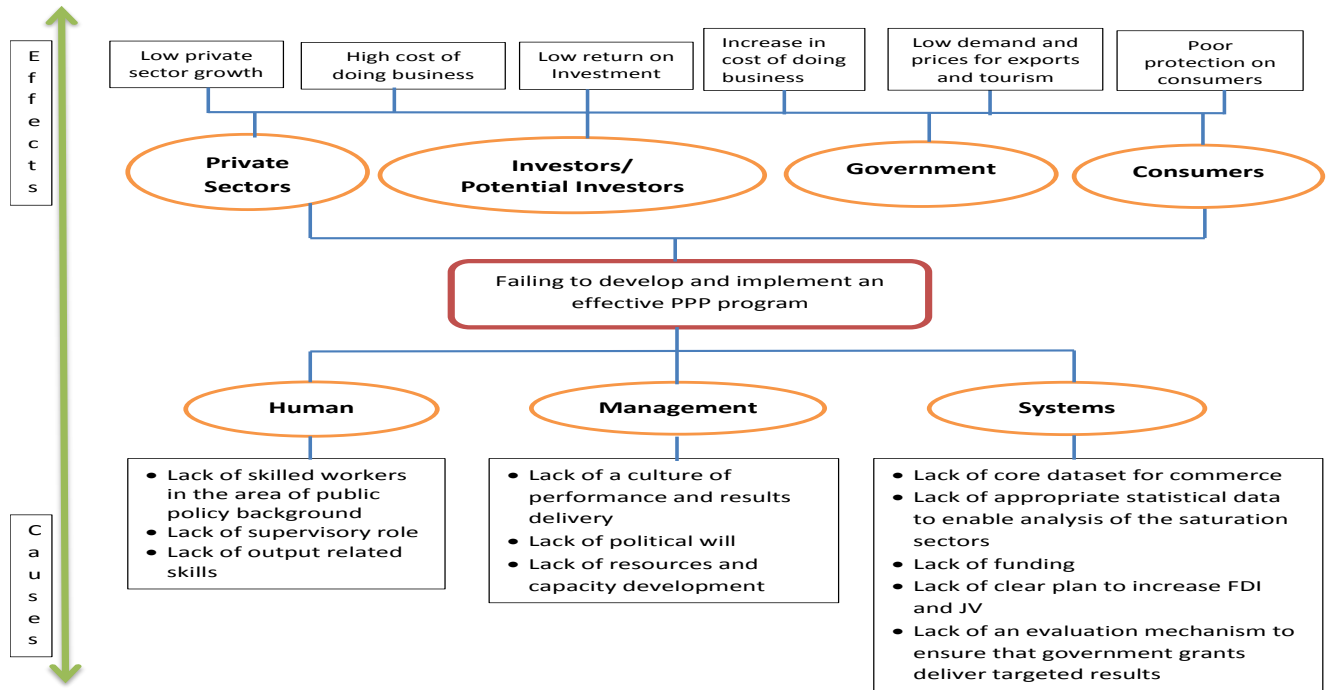 Effects
Low private
sector growth
High cost of
doing business
Low return on
Investment
Increase in
cost of doing
business
Low demand and
prices for exports
and tourism
Poor
protection on
consumers
Private
Sectors
Investors/
Potential Investors
Government
Consumers
Failing to develop and implement an
effective PPP program
Human
Management
Systems
Causes
• Lack of skilled workers
in the area of public
policy background
• Lack of supervisory role
• Lack of output related
skills
• Lack of a culture of
performance and results
delivery
• Lack of political will
• Lack of resources and
capacity development
• Lack of core dataset for commerce
• Lack of appropriate statistical data
to enable analysis of the saturation
sectors
• Lack of funding
• Lack of clear plan to increase FDI
and JV
• Lack of an evaluation mechanism to
ensure that government grants
deliver targeted results